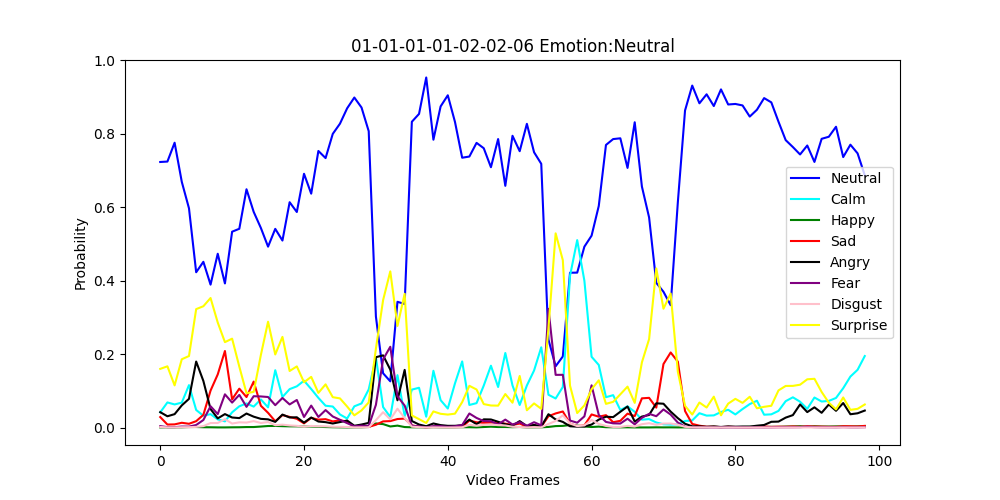 01-01-01-01-02-02-06 Emotion:Neutral
Probability
1.0
0.8
0.6
0.4
0.2
0.0
0 20 40 60 80 100
Video Frames
Neutral
Calm
Happy
Sad
Angry
Fear
Disgust
Surprise